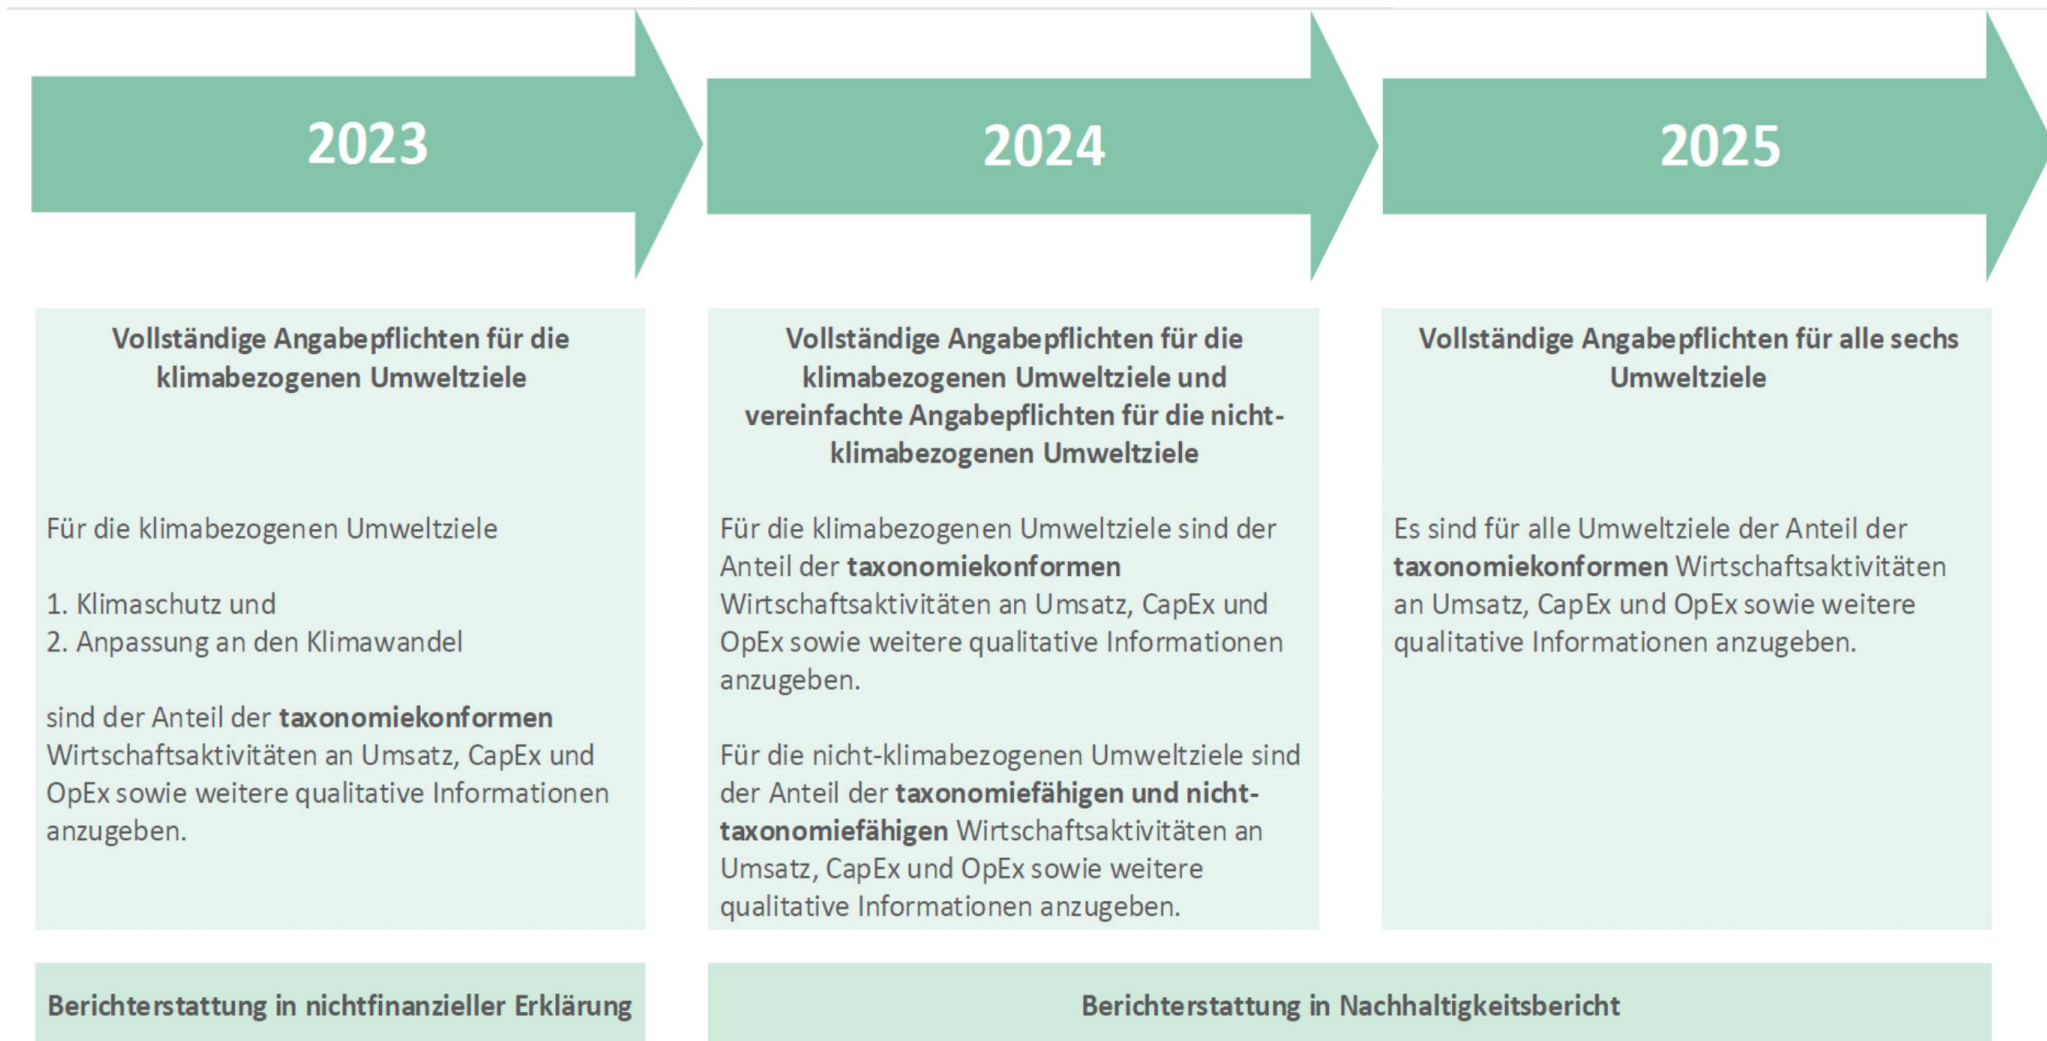 2023
2024
2025
Vollständige Angabepflichten für die
klimabezogenen Umweltziele
Für die klimabezogenen Umweltziele
1. Klimaschutz und
2. Anpassung an den Klimawandel
sind der Anteil der taxonomiekonformen
Wirtschaftsaktivitäten an Umsatz, CapEx und
OpEx sowie weitere qualitative Informationen
anzugeben.
Vollständige Angabepflichten für die
klimabezogenen Umweltziele und
vereinfachte Angabepflichten für die nicht-
klimabezogenen Umweltziele
Für die klimabezogenen Umweltziele sind der
Anteil der taxonomiekonformen
Wirtschaftsaktivitäten an Umsatz, CapEx und
OpEx sowie weitere qualitative Informationen
anzugeben.
Für die nicht-klimabezogenen Umweltziele sind
der Anteil der taxonomiefähigen und nicht-
taxonomiefähigen Wirtschaftsaktivitäten an
Umsatz, CapEx und OpEx sowie weitere
qualitative Informationen anzugeben.
Vollständige Angabepflichten für alle sechs
Umweltziele
Es sind für alle Umweltziele der Anteil der
taxonomiekonformen Wirtschaftsaktivitäten
an Umsatz, CapEx und OpEx sowie weitere
qualitative Informationen anzugeben.
Berichterstattung in nichtfinanzieller Erklärung
Berichterstattung in Nachhaltigkeitsbericht